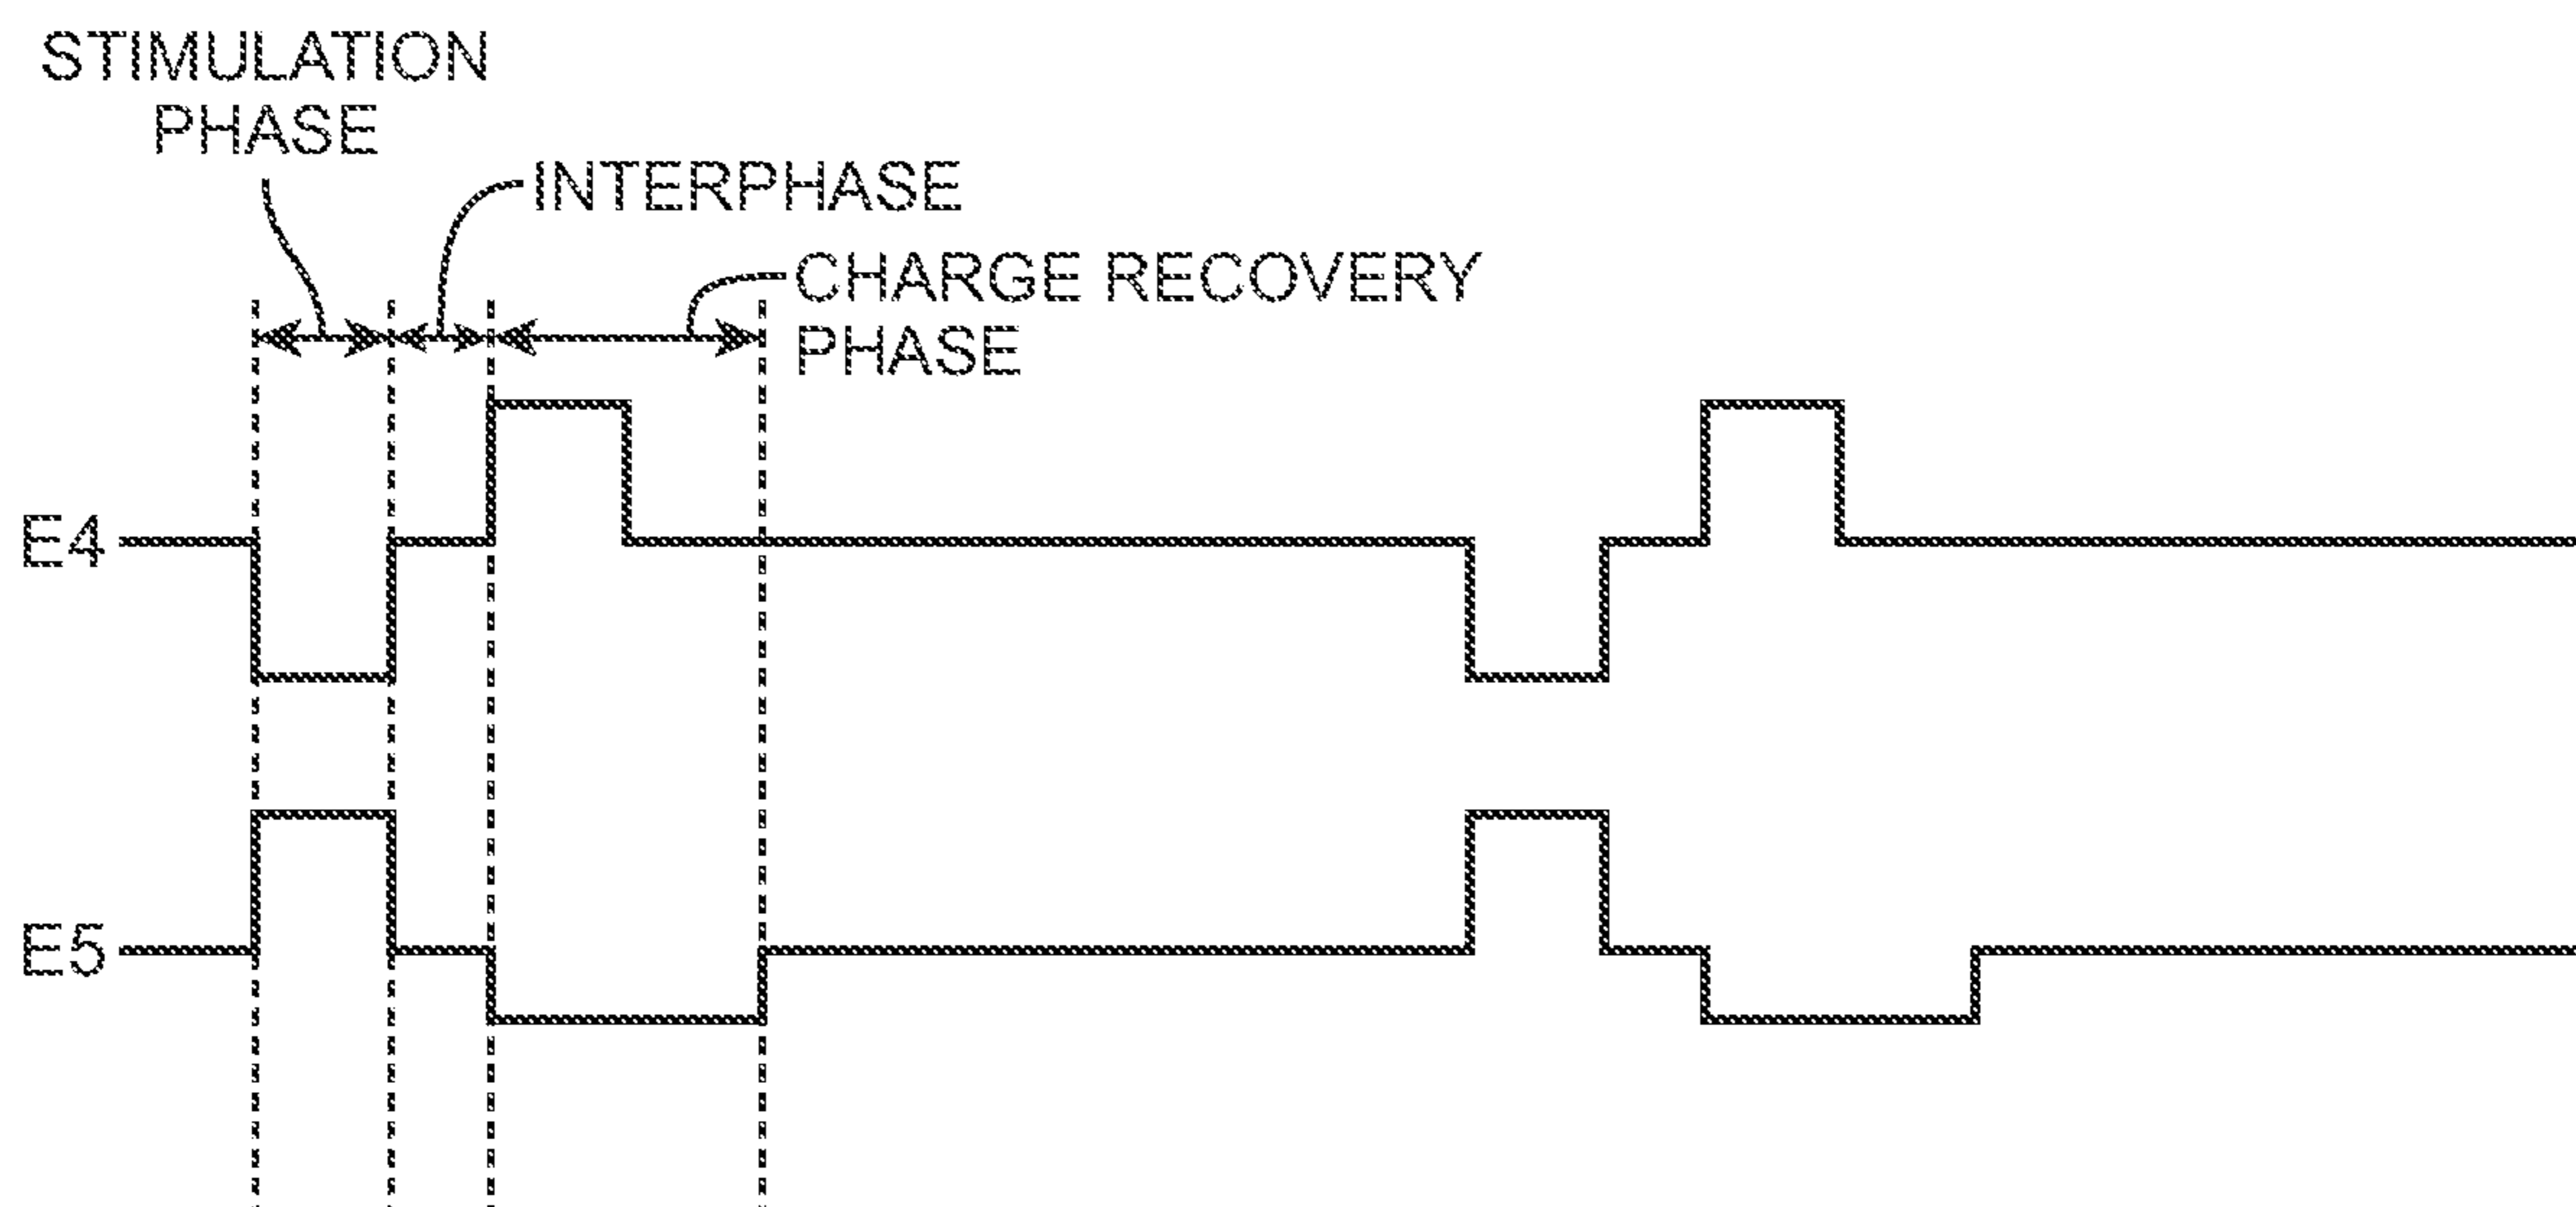 STIMULATION
PHASE
INTERPHASE
CHARGE RECOVERY
PHASE
E4
E5